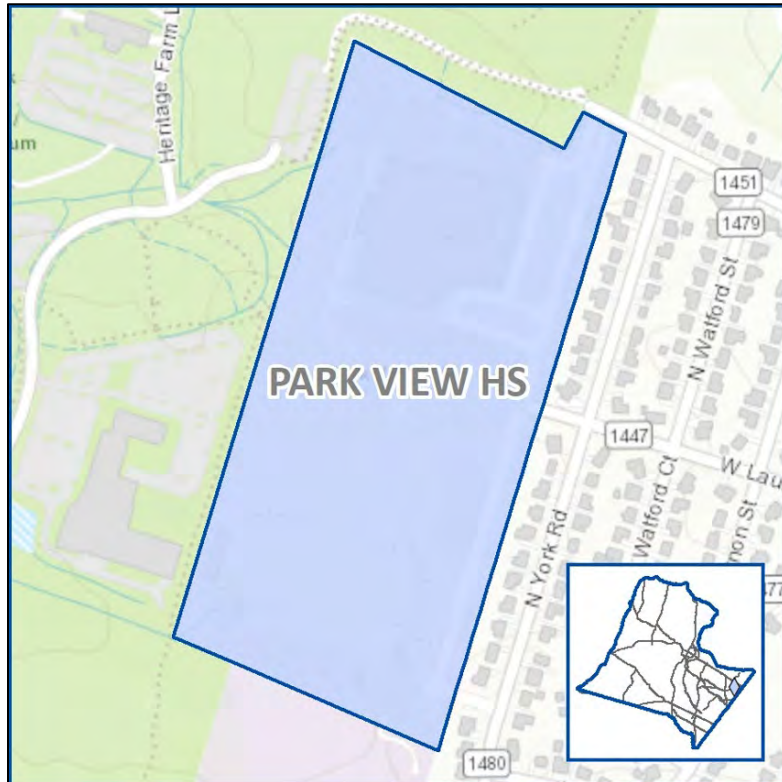 Heritage Farm L
um
1451
1479
N Watford St
PARK VIEW HS
1447
W Lau
Watford Ct
non St
N York Rd
77
1480